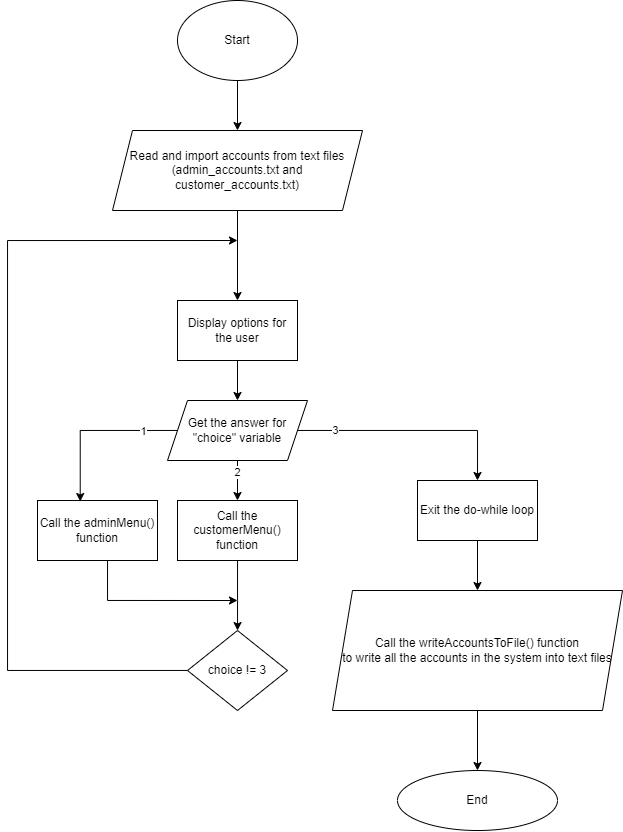 Start
Read and import accounts from text files
(admin_accounts.txt and
customer_accounts.txt)
Display options for
the user
Get the answer for
"choice" variable
1
2
3
Call the adminMenu()
function
Call the
customerMenu()
function
Exit the do-while loop
choice != 3
Call the writeAccountsToFile() function
to write all the accounts in the system into text files
End